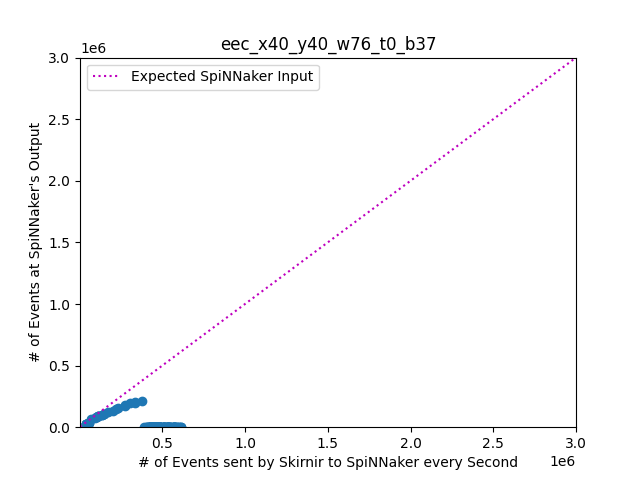 eec_x40_y40_w76_t0_b37
1e6
3.0
Expected SpiNNaker Input
2.5
2.0
1.5
1.0
0.5
0.0
# of Events at SpiNNaker's Output
0.5 1.0 1.5 2.0 2.5 3.0
# of Events sent by Skirnir to SpiNNaker every Second
1e6